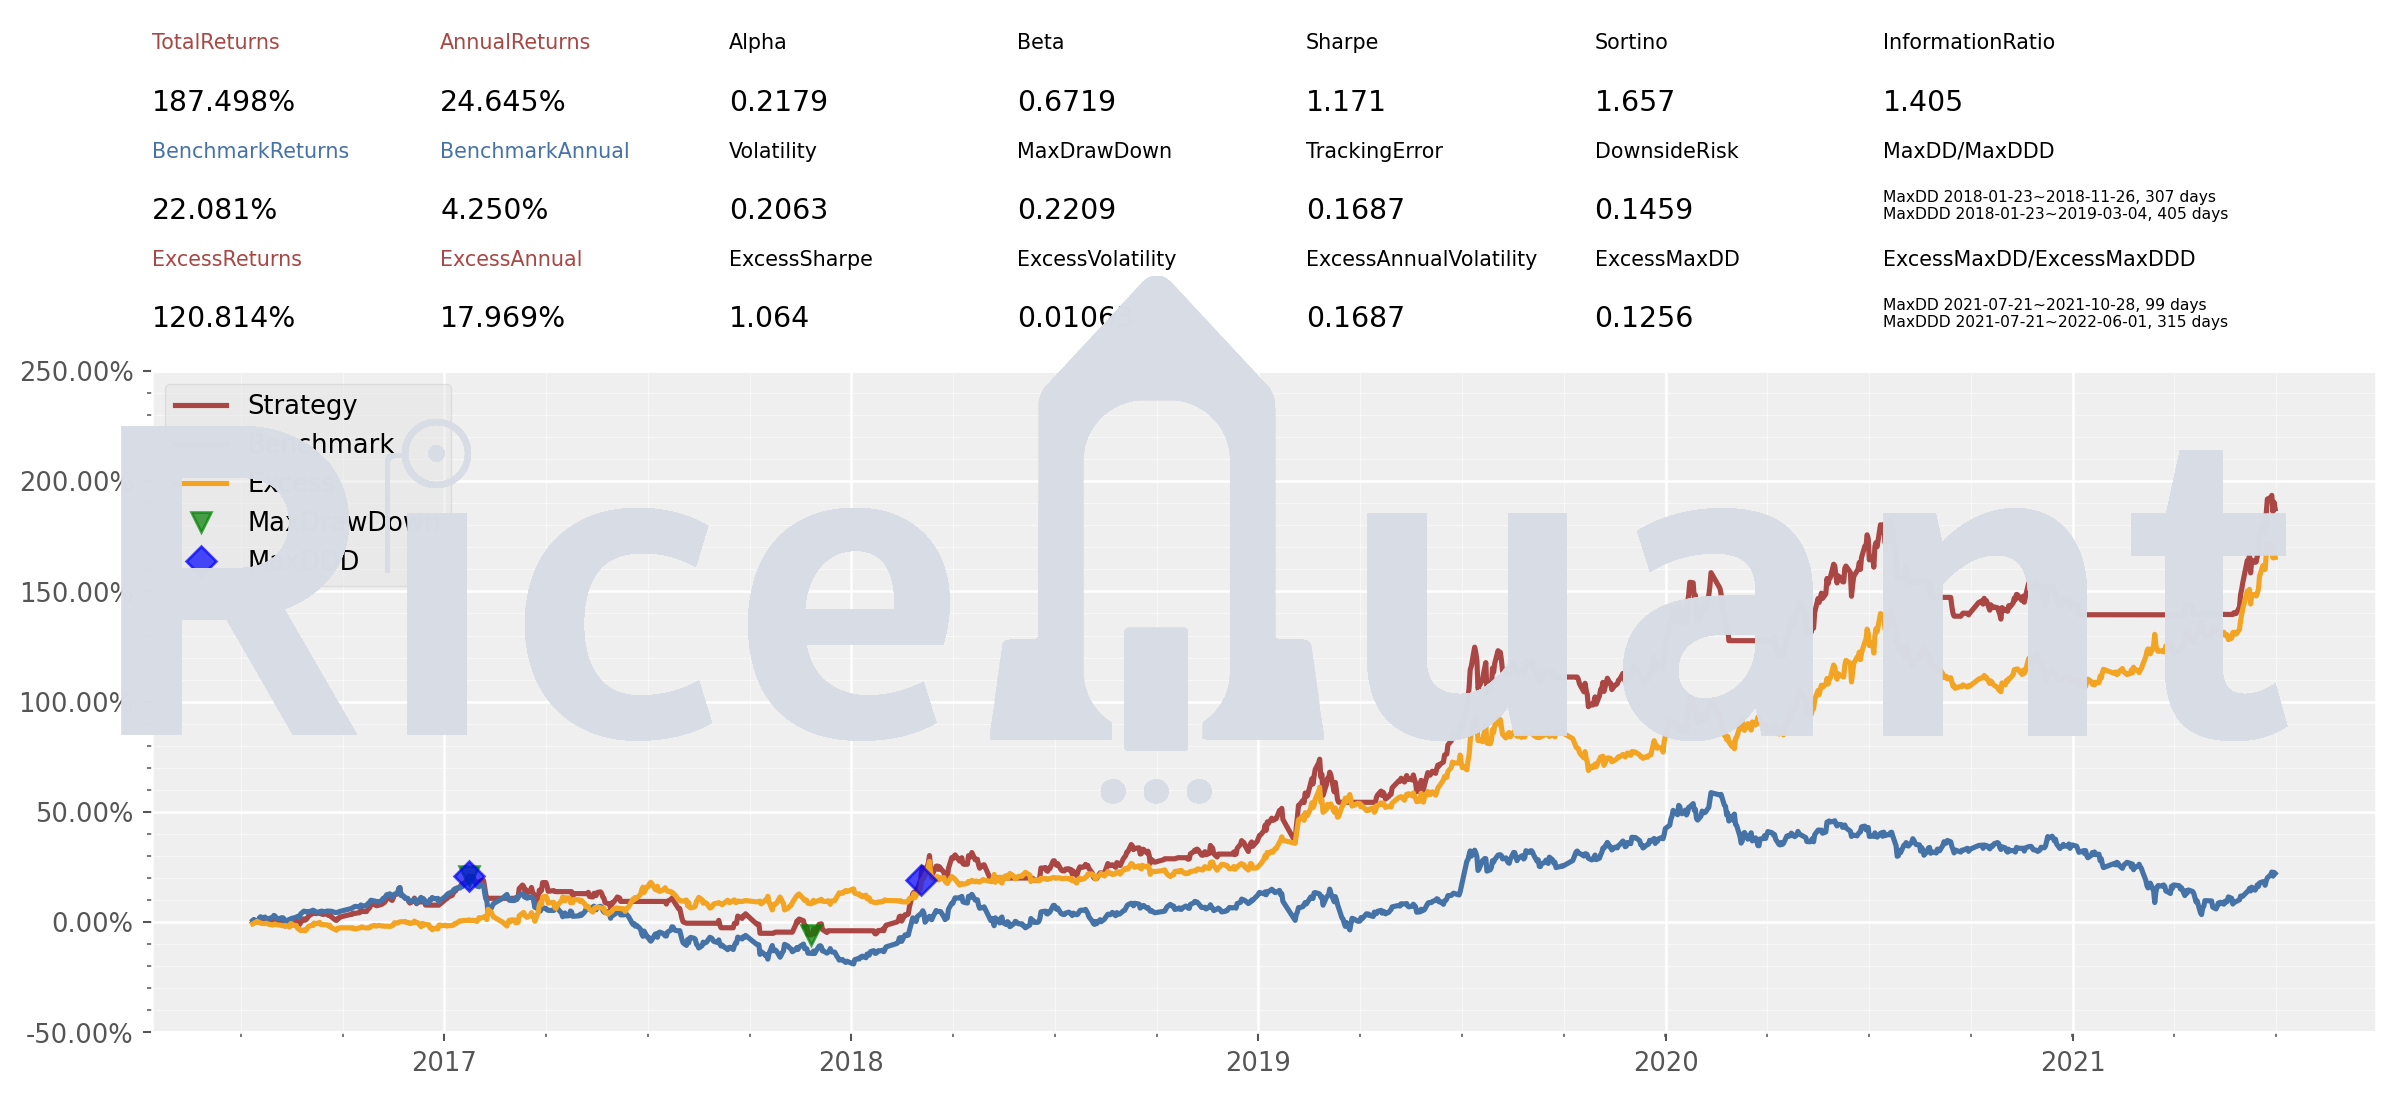 TotalReturns AnnualReturns Alpha Beta Sharpe Sortino InformationRatio
187.498% 24.645% 0.2179 0.6719 1.171 1.657 1.405
BenchmarkReturns BenchmarkAnnual Volatility MaxDrawDown TrackingError DownsideRisk MaxDD/MaxDDD
22.081% 4.250% 0.2063 0.2209 0.1687 0.1459 MaxDD 2018-01-23~2018-11-26, 307 days
MaxDDD 2018-01-23~2019-03-04, 405 days
ExcessReturns ExcessAnnual ExcessSharpe ExcessVolatility ExcessAnnualVolatility ExcessMaxDD ExcessMaxDD/ExcessMaxDDD
120.814% 17.969% 1.064 0.01063 0.1687 0.1256 MaxDD 2021-07-21~2021-10-28, 99 days
MaxDDD 2021-07-21~2022-06-01, 315 days
250.00%
200.00%
150.00%
100.00%
50.00%
0.00%
-50.00%
Strategy
Benchmark
Excess
MaxDrawDown
MaxDDD
RiceQuant
2017 2018 2019 2020 2021